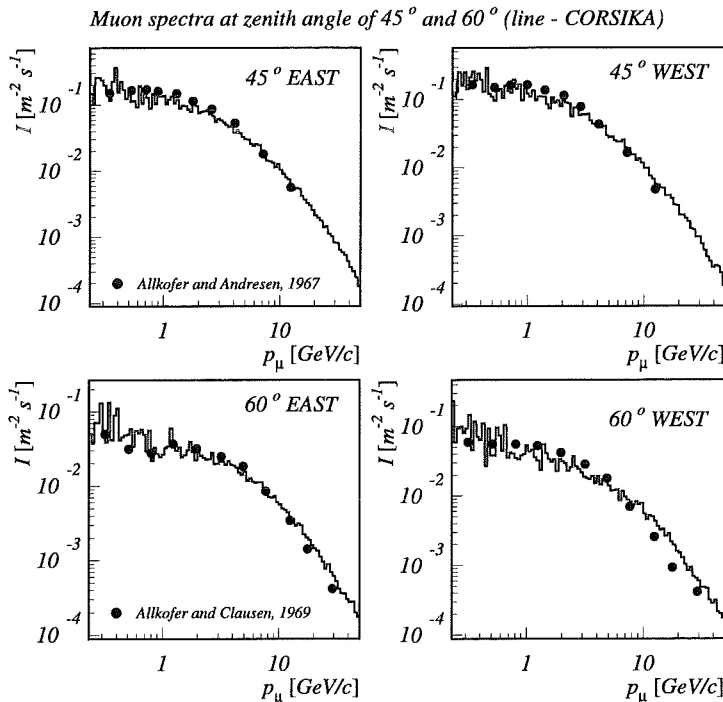 Muon spectra at zenith angle of 45 ° and 60 ° (line - CORSIKA)
I [m⁻² s⁻¹]
10⁻¹
10⁻²
10⁻³
10⁻⁴
45 ° EAST
Allkofer and Andresen, 1967
1 10
pμ [GeV/c]
I [m⁻² s⁻¹]
10⁻¹
10⁻²
10⁻³
10⁻⁴
45 ° WEST
1 10
pμ [GeV/c]
I [m⁻² s⁻¹]
10⁻¹
10⁻²
10⁻³
10⁻⁴
60 ° EAST
Allkofer and Clausen, 1969
1 10
pμ [GeV/c]
I [m⁻² s⁻¹]
10⁻¹
10⁻²
10⁻³
10⁻⁴
60 ° WEST
1 10
pμ [GeV/c]